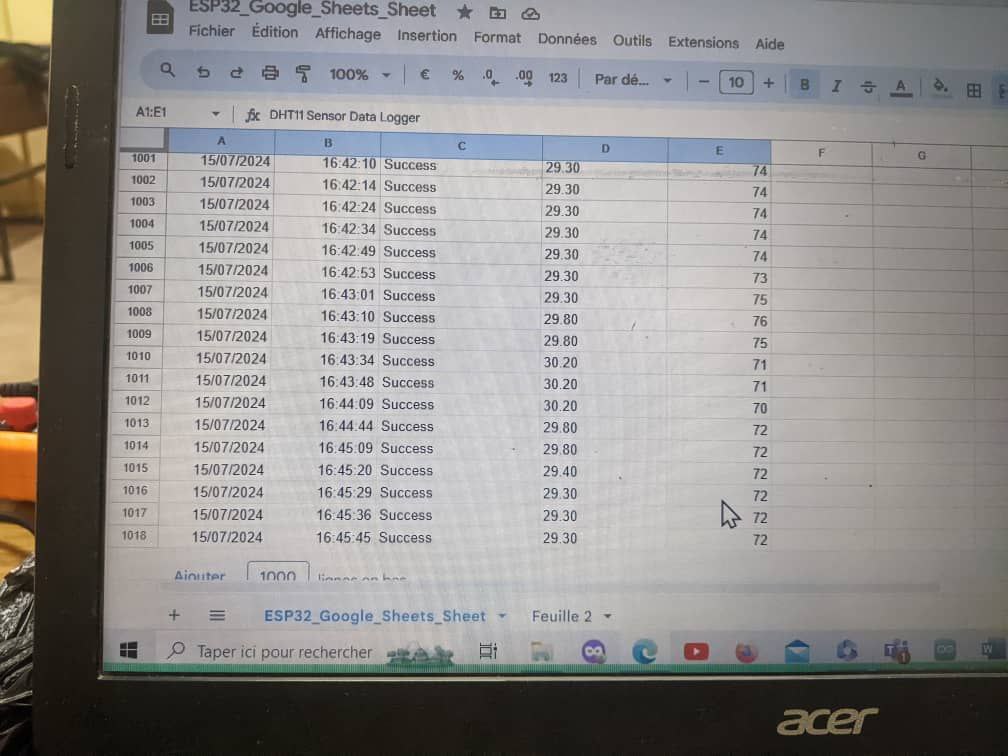 ESP32_Google_Sheets_Sheet
Fichier Édition Affichage Insertion Format Données Outils Extensions Aide
100% € % .0 .00 123 Par dé... − 10 + B I A
A1:E1 fx DHT11 Sensor Data Logger
A B C D E F G
1001 15/07/2024 16:42:10 Success 29.30 74
1002 15/07/2024 16:42:14 Success 29.30 74
1003 15/07/2024 16:42:24 Success 29.30 74
1004 15/07/2024 16:42:34 Success 29.30 74
1005 15/07/2024 16:42:49 Success 29.30 74
1006 15/07/2024 16:42:53 Success 29.30 73
1007 15/07/2024 16:43:01 Success 29.30 75
1008 15/07/2024 16:43:10 Success 29.80 76
1009 15/07/2024 16:43:19 Success 29.80 75
1010 15/07/2024 16:43:34 Success 30.20 71
1011 15/07/2024 16:43:48 Success 30.20 71
1012 15/07/2024 16:44:09 Success 30.20 70
1013 15/07/2024 16:44:44 Success 29.80 72
1014 15/07/2024 16:45:09 Success 29.80 72
1015 15/07/2024 16:45:20 Success 29.40 72
1016 15/07/2024 16:45:29 Success 29.30 72
1017 15/07/2024 16:45:36 Success 29.30 72
1018 15/07/2024 16:45:45 Success 29.30 72
Ajouter 1000 lignes en bas
+ ESP32_Google_Sheets_Sheet Feuille 2
Taper ici pour rechercher
acer